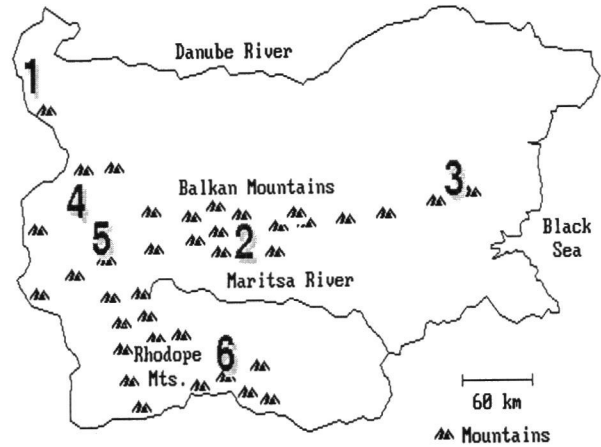 Danube River
1
3
4
Balkan Mountains
5
2
Black
Sea
Maritsa River
6
Rhodope
Mts.
60 km
Mountains